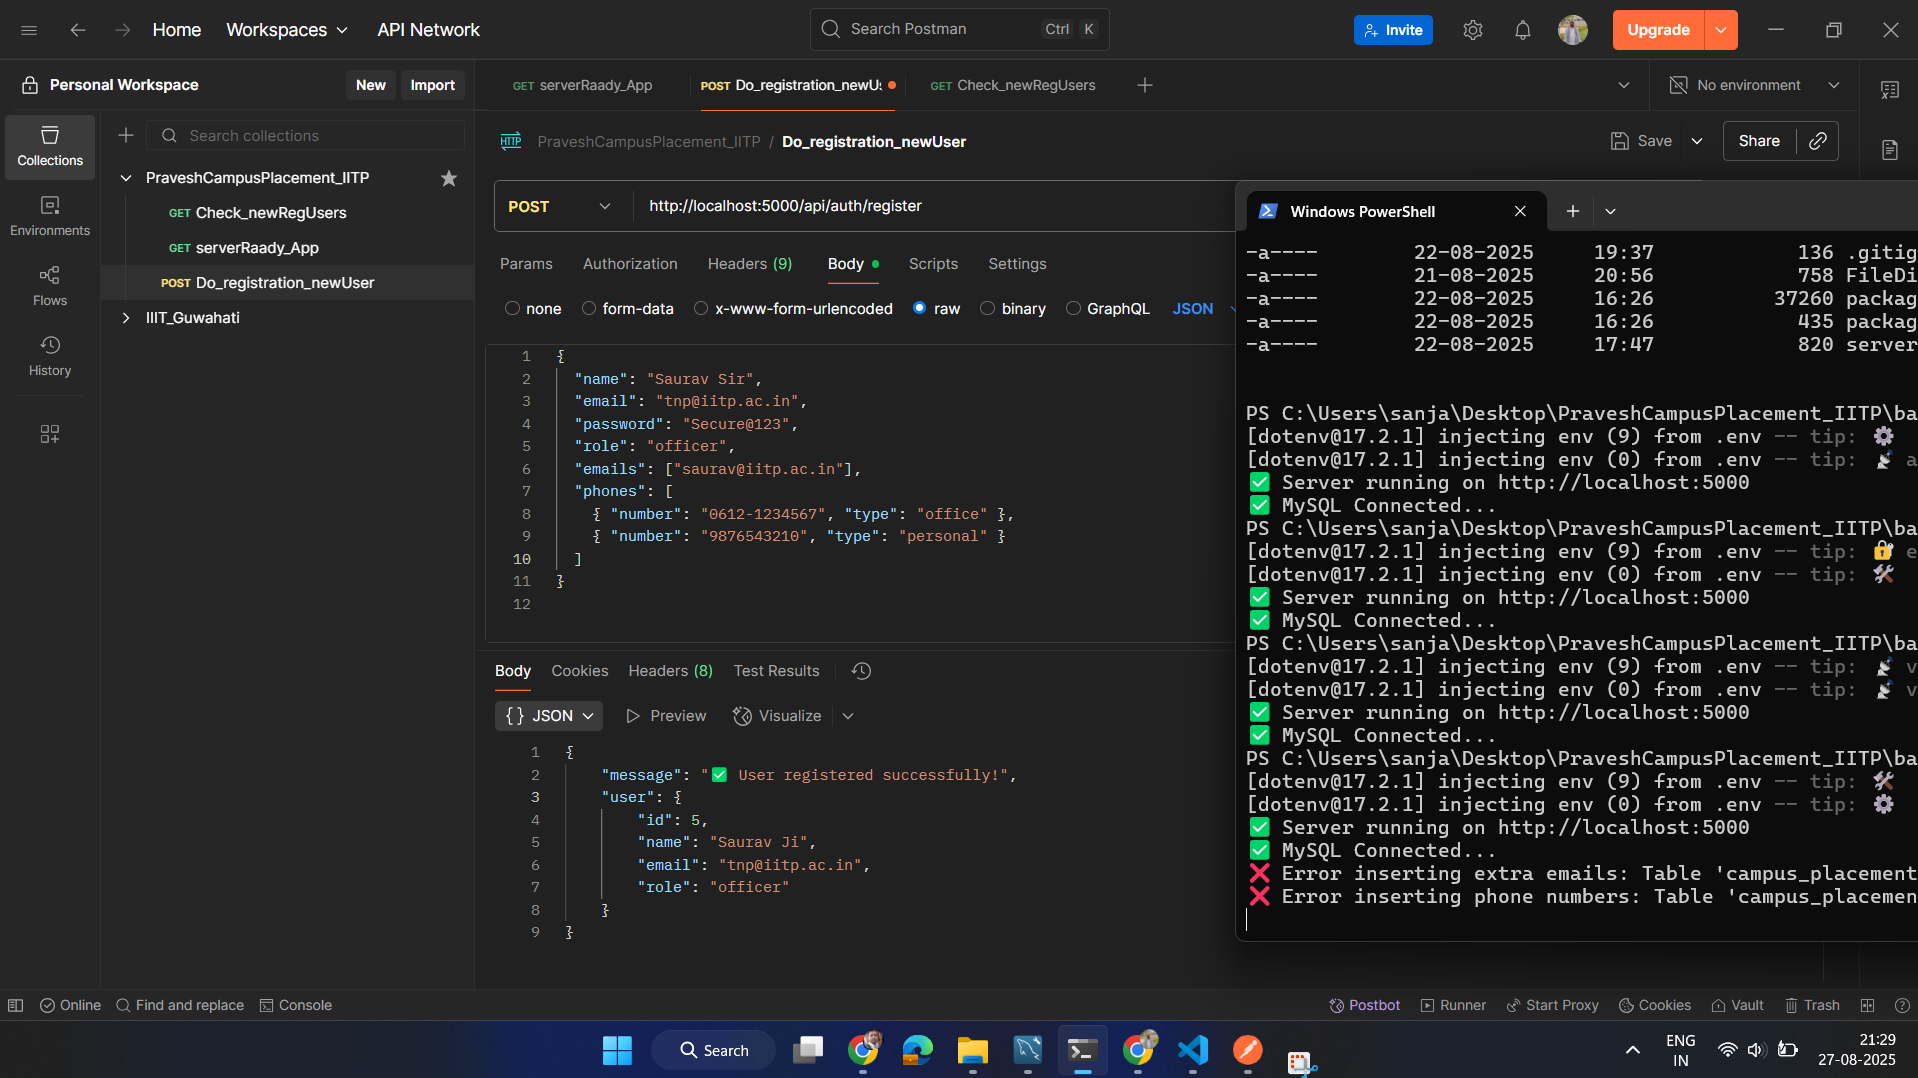 Home
Workspaces
API Network
Search Postman
Ctrl
K
Invite
Upgrade
Personal Workspace
New
Import
GET serverRaady_App
POST Do_registration_newU
GET Check_newRegUsers
No environment
Collections
Environments
Flows
History
Search collections
PraveshCampusPlacement_IITP
GET Check_newRegUsers
GET serverRaady_App
POST Do_registration_newUser
IIIT_Guwahati
HTTP
PraveshCampusPlacement_IITP / Do_registration_newUser
Save
Share
POST
http://localhost:5000/api/auth/register
Params
Authorization
Headers (9)
Body
Scripts
Settings
none
form-data
x-www-form-urlencoded
raw
binary
GraphQL
JSON
1 {
2 "name": "Saurav Sir",
3 "email": "tnp@iitp.ac.in",
4 "password": "Secure@123",
5 "role": "officer",
6 "emails": ["saurav@iitp.ac.in"],
7 "phones": [
8 { "number": "0612-1234567", "type": "office" },
9 { "number": "9876543210", "type": "personal" }
10 ]
11 }
12
Body
Cookies
Headers (8)
Test Results
{} JSON
Preview
Visualize
1 {
2 "message": "✅ User registered successfully!",
3 "user": {
4 "id": 5,
5 "name": "Saurav Ji",
6 "email": "tnp@iitp.ac.in",
7 "role": "officer"
8 }
9 }
Windows PowerShell
-a---- 22-08-2025 19:37 136 .gitig
-a---- 21-08-2025 20:56 758 FileDi
-a---- 22-08-2025 16:26 37260 packag
-a---- 22-08-2025 16:26 435 packag
-a---- 22-08-2025 17:47 820 server
PS C:\Users\sanja\Desktop\PraveshCampusPlacement_IITP\ba
[dotenv@17.2.1] injecting env (9) from .env -- tip: ⚙️
[dotenv@17.2.1] injecting env (0) from .env -- tip: 📡 a
✅ Server running on http://localhost:5000
✅ MySQL Connected...
PS C:\Users\sanja\Desktop\PraveshCampusPlacement_IITP\ba
[dotenv@17.2.1] injecting env (9) from .env -- tip: 🔐 e
[dotenv@17.2.1] injecting env (0) from .env -- tip: 🛠️
✅ Server running on http://localhost:5000
✅ MySQL Connected...
PS C:\Users\sanja\Desktop\PraveshCampusPlacement_IITP\ba
[dotenv@17.2.1] injecting env (9) from .env -- tip: 📡 v
[dotenv@17.2.1] injecting env (0) from .env -- tip: 📡 v
✅ Server running on http://localhost:5000
✅ MySQL Connected...
PS C:\Users\sanja\Desktop\PraveshCampusPlacement_IITP\ba
[dotenv@17.2.1] injecting env (9) from .env -- tip: 🛠️
[dotenv@17.2.1] injecting env (0) from .env -- tip: ⚙️
✅ Server running on http://localhost:5000
✅ MySQL Connected...
❌ Error inserting extra emails: Table 'campus_placement
❌ Error inserting phone numbers: Table 'campus_placemen
Online
Find and replace
Console
Postbot
Runner
Start Proxy
Cookies
Vault
Trash
Search
ENG
IN
21:29
27-08-2025